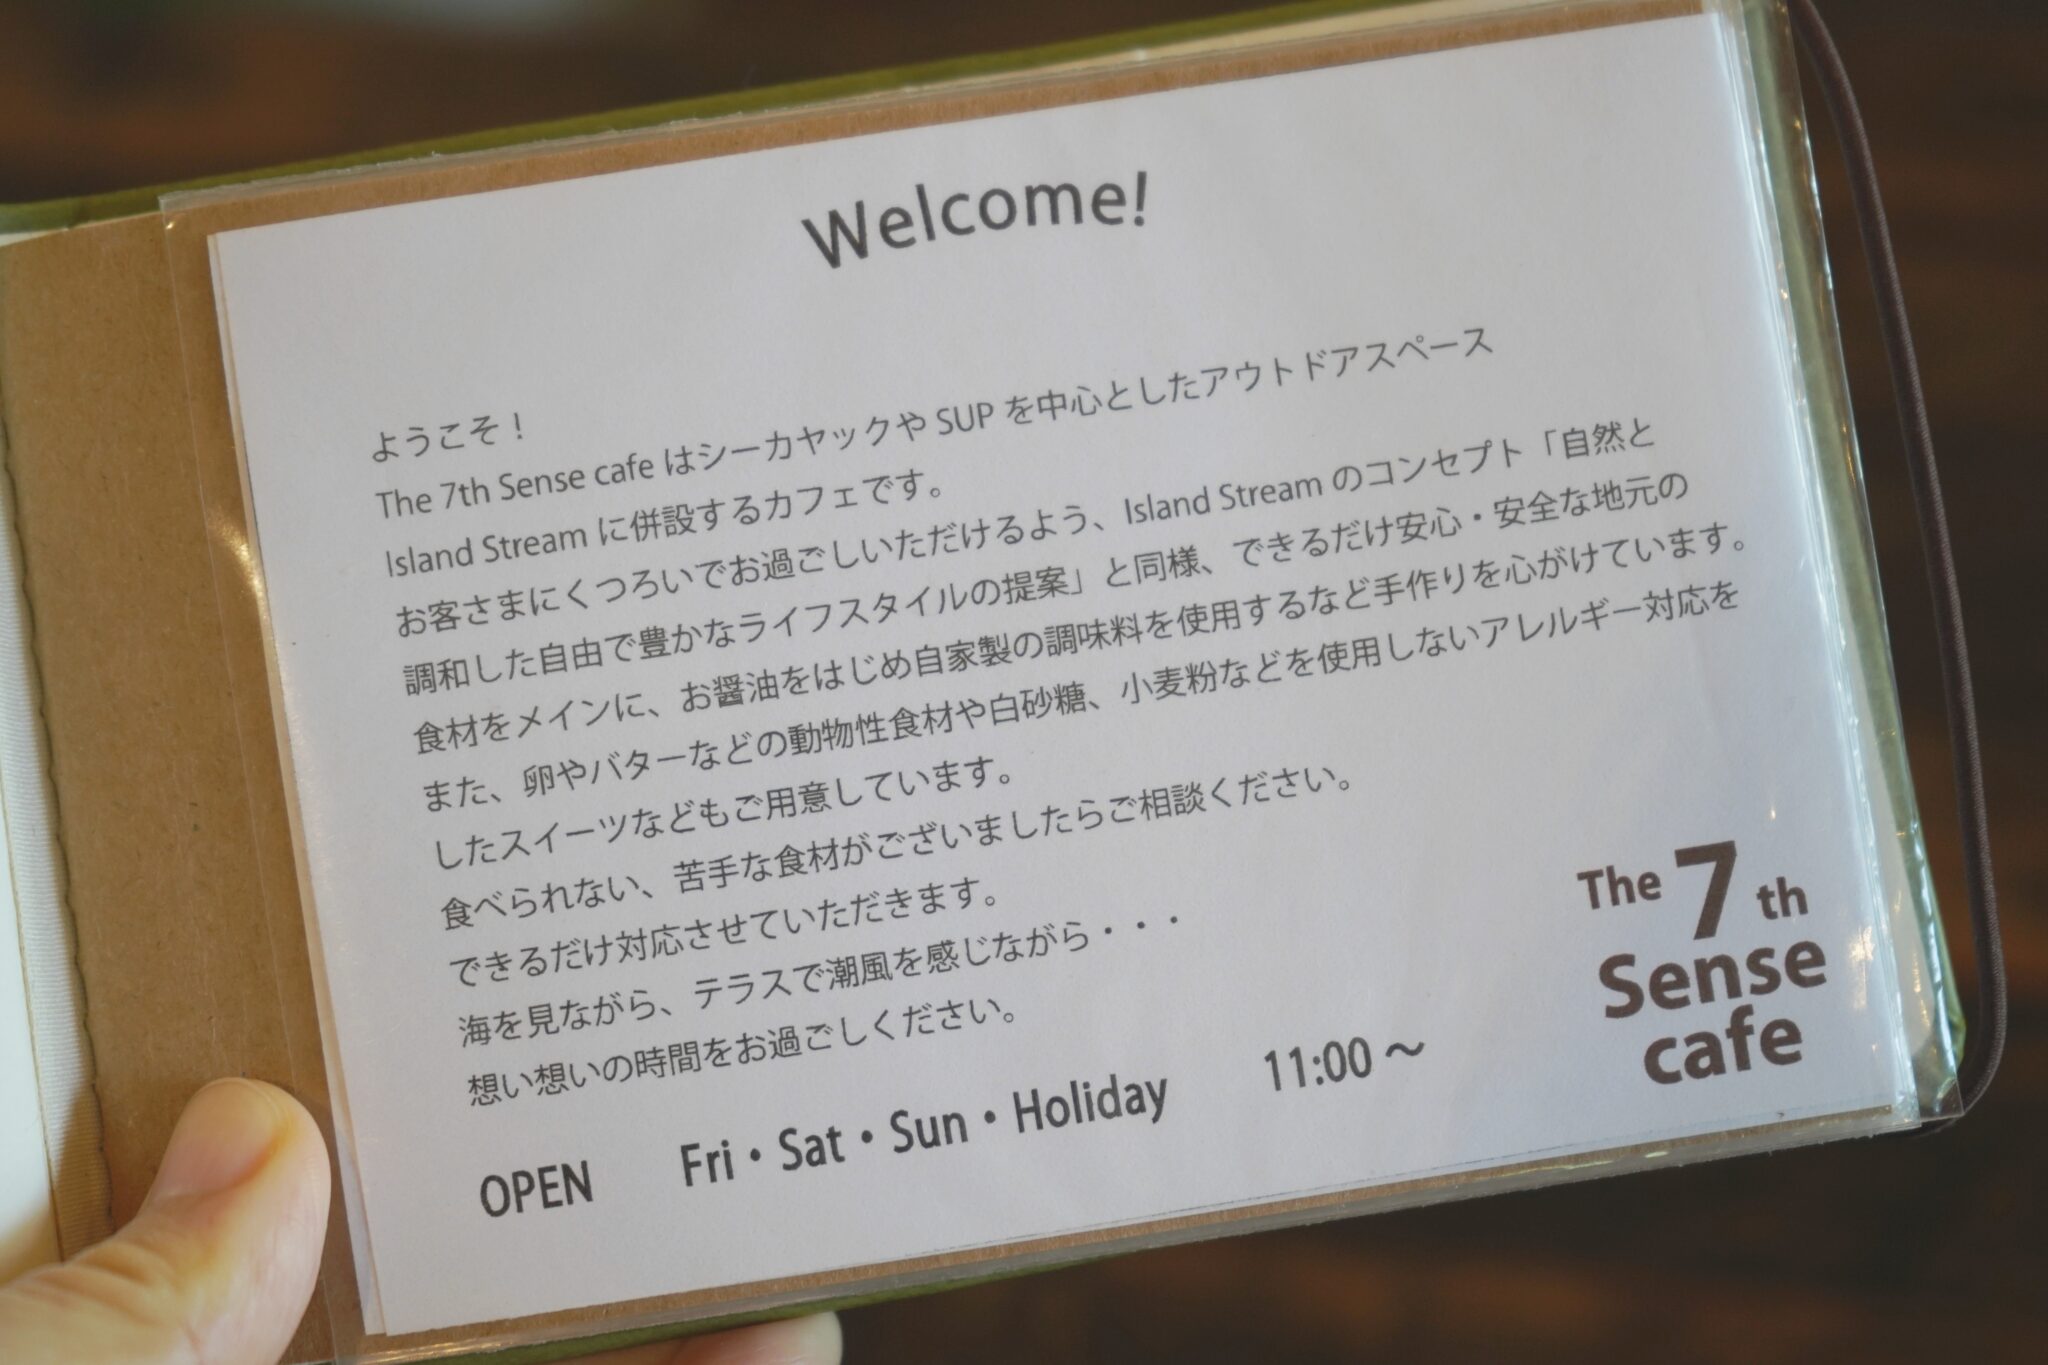 Welcome!
ようこそ！
The 7th Sense cafe はシーカヤックや SUP を中心としたアウトドアスペース
Island Stream に併設するカフェです。
お客さまにくつろいでお過ごしいただけるよう、Island Stream のコンセプト「自然と
調和した自由で豊かなライフスタイルの提案」と同様、できるだけ安心・安全な地元の
食材をメインに、お醤油をはじめ自家製の調味料を使用するなど手作りを心がけています。
また、卵やバターなどの動物性食材や白砂糖、小麦粉などを使用しないアレルギー対応を
したスイーツなどもご用意しています。
食べられない、苦手な食材がございましたらご相談ください。
できるだけ対応させていただきます。
海を見ながら、テラスで潮風を感じながら・・・
想い想いの時間をお過ごしください。
OPEN Fri・Sat・Sun・Holiday 11:00～
The 7 th
Sense
cafe